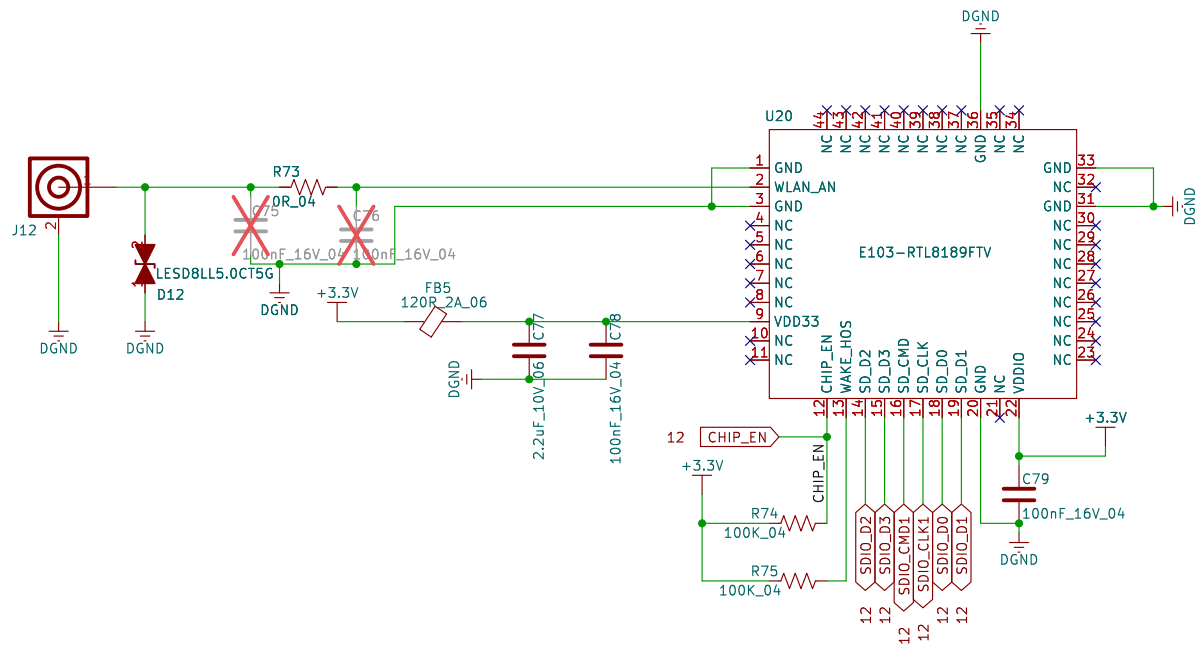 DGND
U20
44
43
42
41
40
39
38
37
36
35
34
NC
NC
NC
NC
NC
NC
NC
NC
GND
NC
NC
1
GND
2
WLAN_AN
3
GND
4
NC
5
NC
6
NC
7
NC
8
NC
9
VDD33
10
NC
11
NC
E103-RTL8189FTV
GND
33
NC
32
GND
31
NC
30
NC
29
NC
28
NC
27
NC
26
NC
25
NC
24
NC
23
DGND
CHIP_EN
WAKE_HOS
SD_D2
SD_D3
SD_CMD
SD_CLK
SD_D0
SD_D1
GND
NC
VDDIO
12
13
14
15
16
17
18
19
20
21
22
J12
2
DGND
LESD8LL5.0CT5G
D12
2
DGND
R73
0R_04
C75
100nF_16V_04
C76
100nF_16V_04
DGND
+3.3V
FB5
120R_2A_06
C77
2.2uF_10V_06
C78
100nF_16V_04
DGND
12
CHIP_EN
CHIP_EN
+3.3V
R74
100K_04
R75
100K_04
SDIO_D2
SDIO_D3
SDIO_CMD1
SDIO_CLK1
SDIO_D0
SDIO_D1
12
12
12
12
12
12
+3.3V
C79
100nF_16V_04
DGND